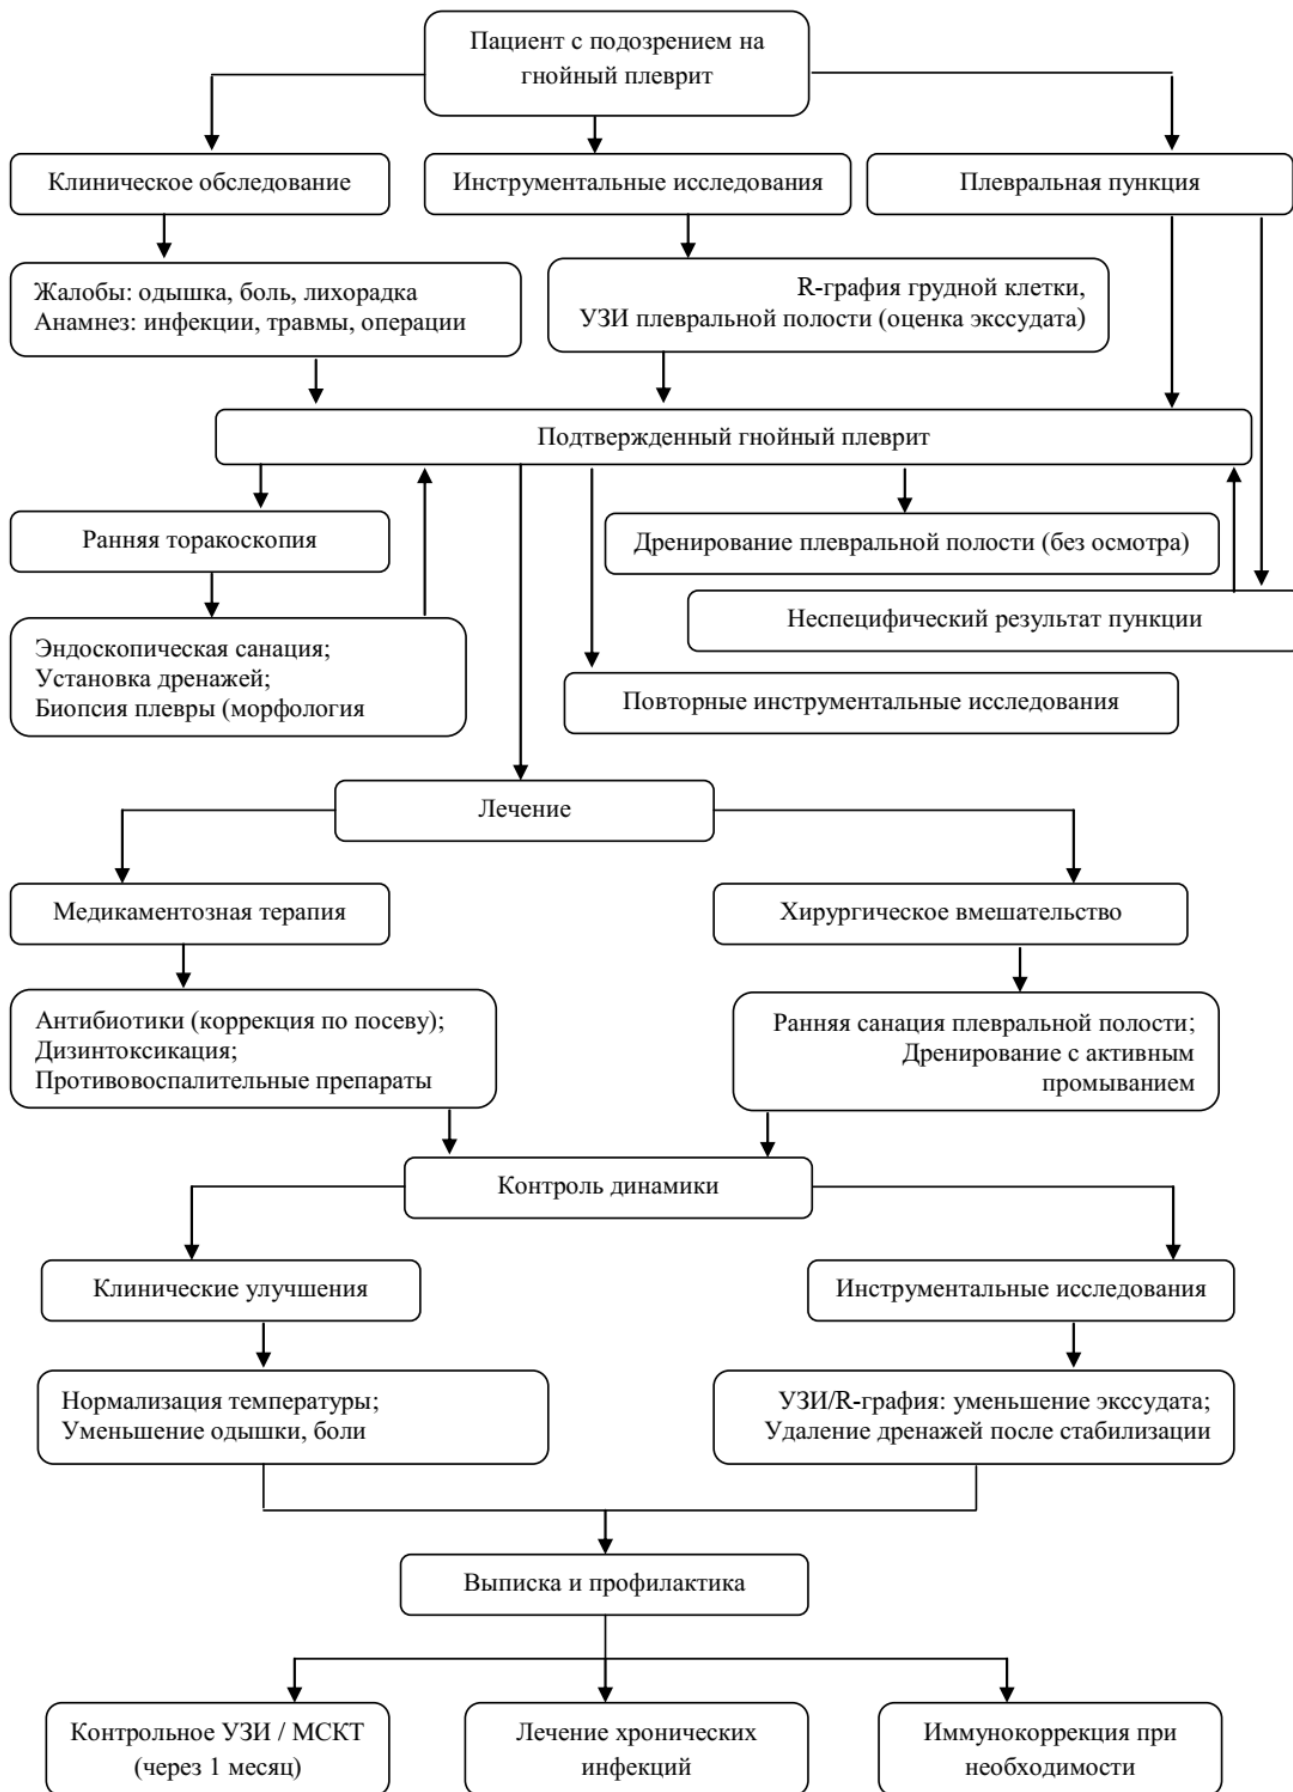 Пациент с подозрением на
гнойный плеврит
Клиническое обследование
Инструментальные исследования
Плевральная пункция
Жалобы: одышка, боль, лихорадка
Анамнез: инфекции, травмы, операции
R-графия грудной клетки,
УЗИ плевральной полости (оценка экссудата)
Подтвержденный гнойный плеврит
Ранняя торакоскопия
Дренирование плевральной полости (без осмотра)
Неспецифический результат пункции
Эндоскопическая санация;
Установка дренажей;
Биопсия плевры (морфология
Повторные инструментальные исследования
Лечение
Медикаментозная терапия
Хирургическое вмешательство
Антибиотики (коррекция по посеву);
Дизинтоксикация;
Противовоспалительные препараты
Ранняя санация плевральной полости;
Дренирование с активным
промыванием
Контроль динамики
Клинические улучшения
Инструментальные исследования
Нормализация температуры;
Уменьшение одышки, боли
УЗИ/R-графия: уменьшение экссудата;
Удаление дренажей после стабилизации
Выписка и профилактика
Контрольное УЗИ / МСКТ
(через 1 месяц)
Лечение хронических
инфекций
Иммунокоррекция при
необходимости